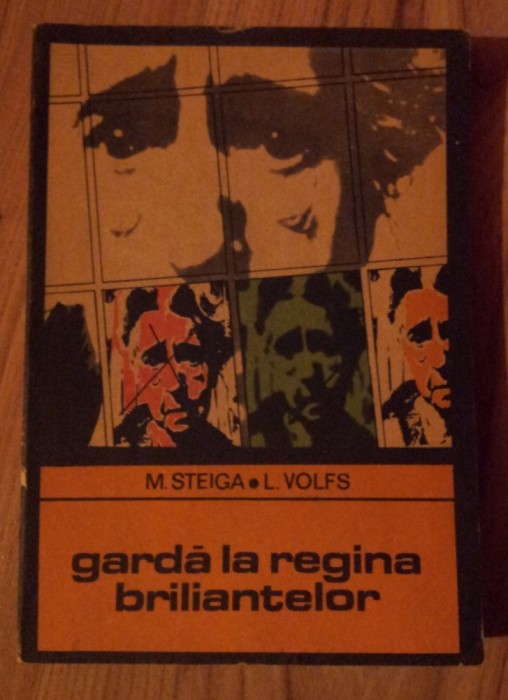 M. STEIGA • L. VOLFS
gardă la regina
briliantelor